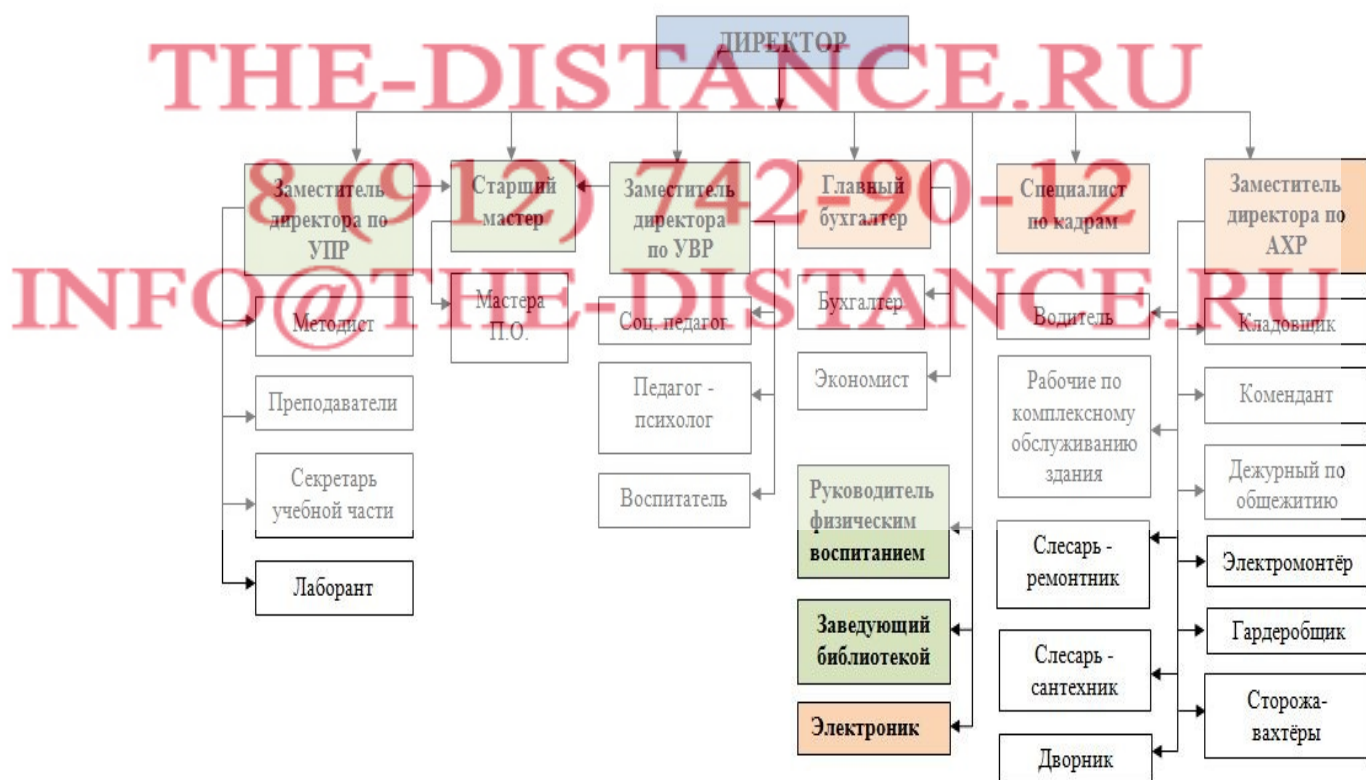 ДИРЕКТОР
THE-DISTANCE.RU
8 (912) 742-90-12
INFO@THE-DISTANCE.RU
Заместитель
директора по
УПР
Старший
мастер
Заместитель
директора
по УВР
Главный
бухгалтер
Специалист
по кадрам
Заместитель
директора по
АХР
Методист
Преподаватели
Секретарь
учебной части
Лаборант
Мастера
П.О.
Соц. педагог
Педагог -
психолог
Воспитатель
Бухгалтер
Экономист
Руководитель
физическим
воспитанием
Заведующий
библиотекой
Электроник
Водитель
Рабочие по
комплексному
обслуживанию
здания
Слесарь -
ремонтник
Слесарь -
сантехник
Дворник
Кладовщик
Комендант
Дежурный по
общежитию
Электромонтёр
Гардеробщик
Сторожа-
вахтёры